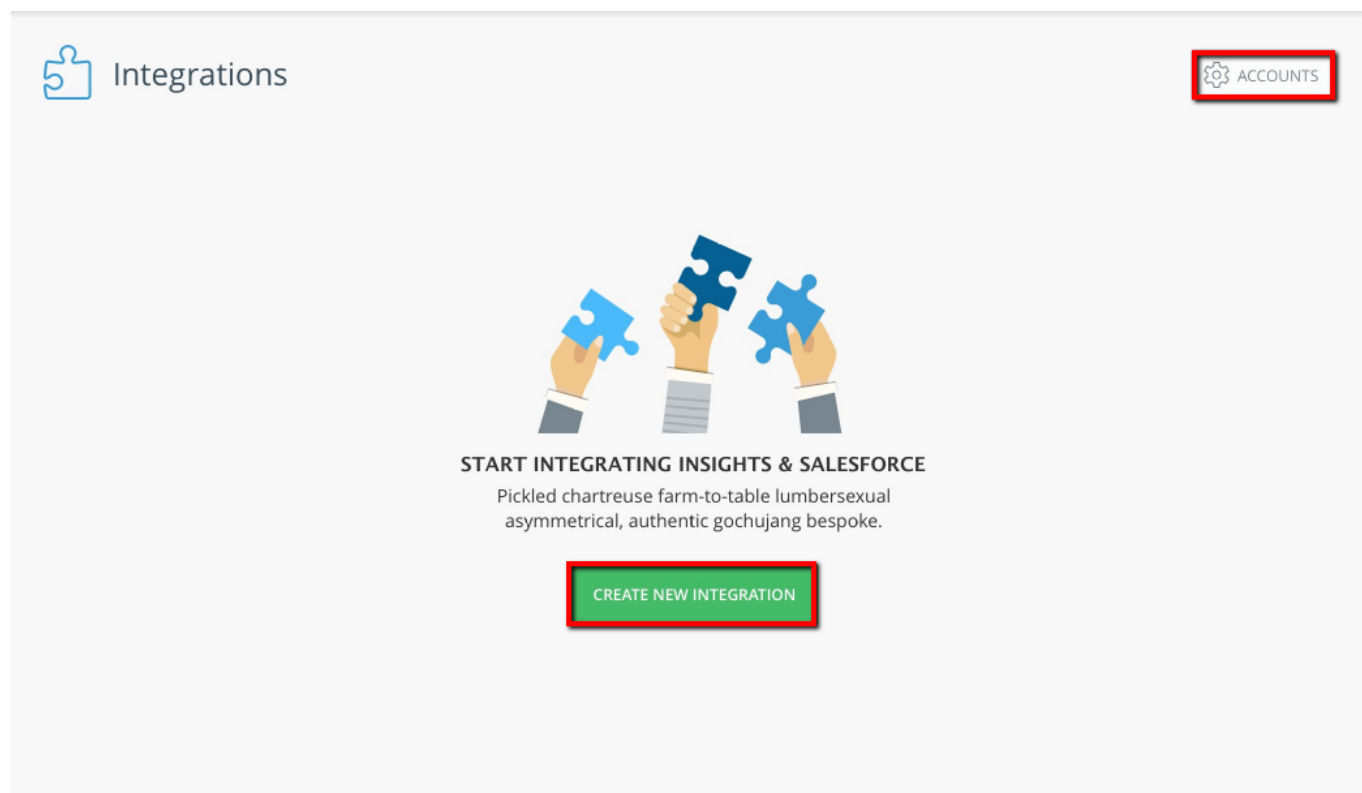 Integrations
ACCOUNTS
START INTEGRATING INSIGHTS & SALESFORCE
Pickled chartreuse farm-to-table lumbersexual
asymmetrical, authentic gochujang bespoke.
CREATE NEW INTEGRATION